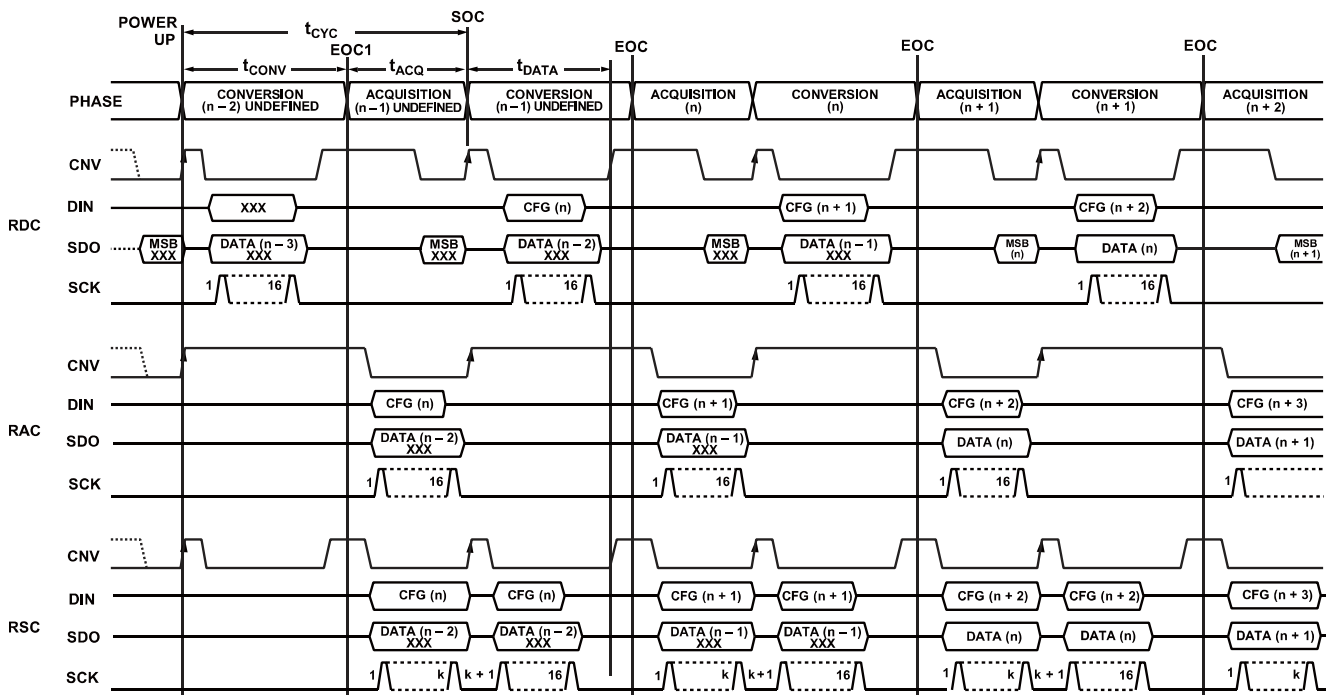 POWER UP
SOC
tCYC
EOC1
EOC
EOC
EOC
tCONV
tACQ
tDATA
PHASE
CONVERSION (n – 2) UNDEFINED
ACQUISITION (n – 1) UNDEFINED
CONVERSION (n – 1) UNDEFINED
ACQUISITION (n)
CONVERSION (n)
ACQUISITION (n + 1)
CONVERSION (n + 1)
ACQUISITION (n + 2)
RDC
CNV
DIN
XXX
CFG (n)
CFG (n + 1)
CFG (n + 2)
SDO
MSB XXX
DATA (n – 3) XXX
MSB XXX
DATA (n – 2) XXX
MSB XXX
DATA (n – 1) XXX
MSB (n)
DATA (n)
MSB (n + 1)
SCK
1 16
1 16
1 16
1 16
RAC
CNV
DIN
CFG (n)
CFG (n + 1)
CFG (n + 2)
CFG (n + 3)
SDO
DATA (n – 2) XXX
DATA (n – 1) XXX
DATA (n)
DATA (n + 1)
SCK
1 16
1 16
1 16
1
RSC
CNV
DIN
CFG (n)
CFG (n)
CFG (n + 1)
CFG (n + 1)
CFG (n + 2)
CFG (n + 2)
CFG (n + 3)
SDO
DATA (n – 2) XXX
DATA (n – 2) XXX
DATA (n – 1) XXX
DATA (n – 1) XXX
DATA (n)
DATA (n)
DATA (n + 1)
SCK
1 k k + 1 16
1 k k+1 16
1 k k + 1 16
1 k